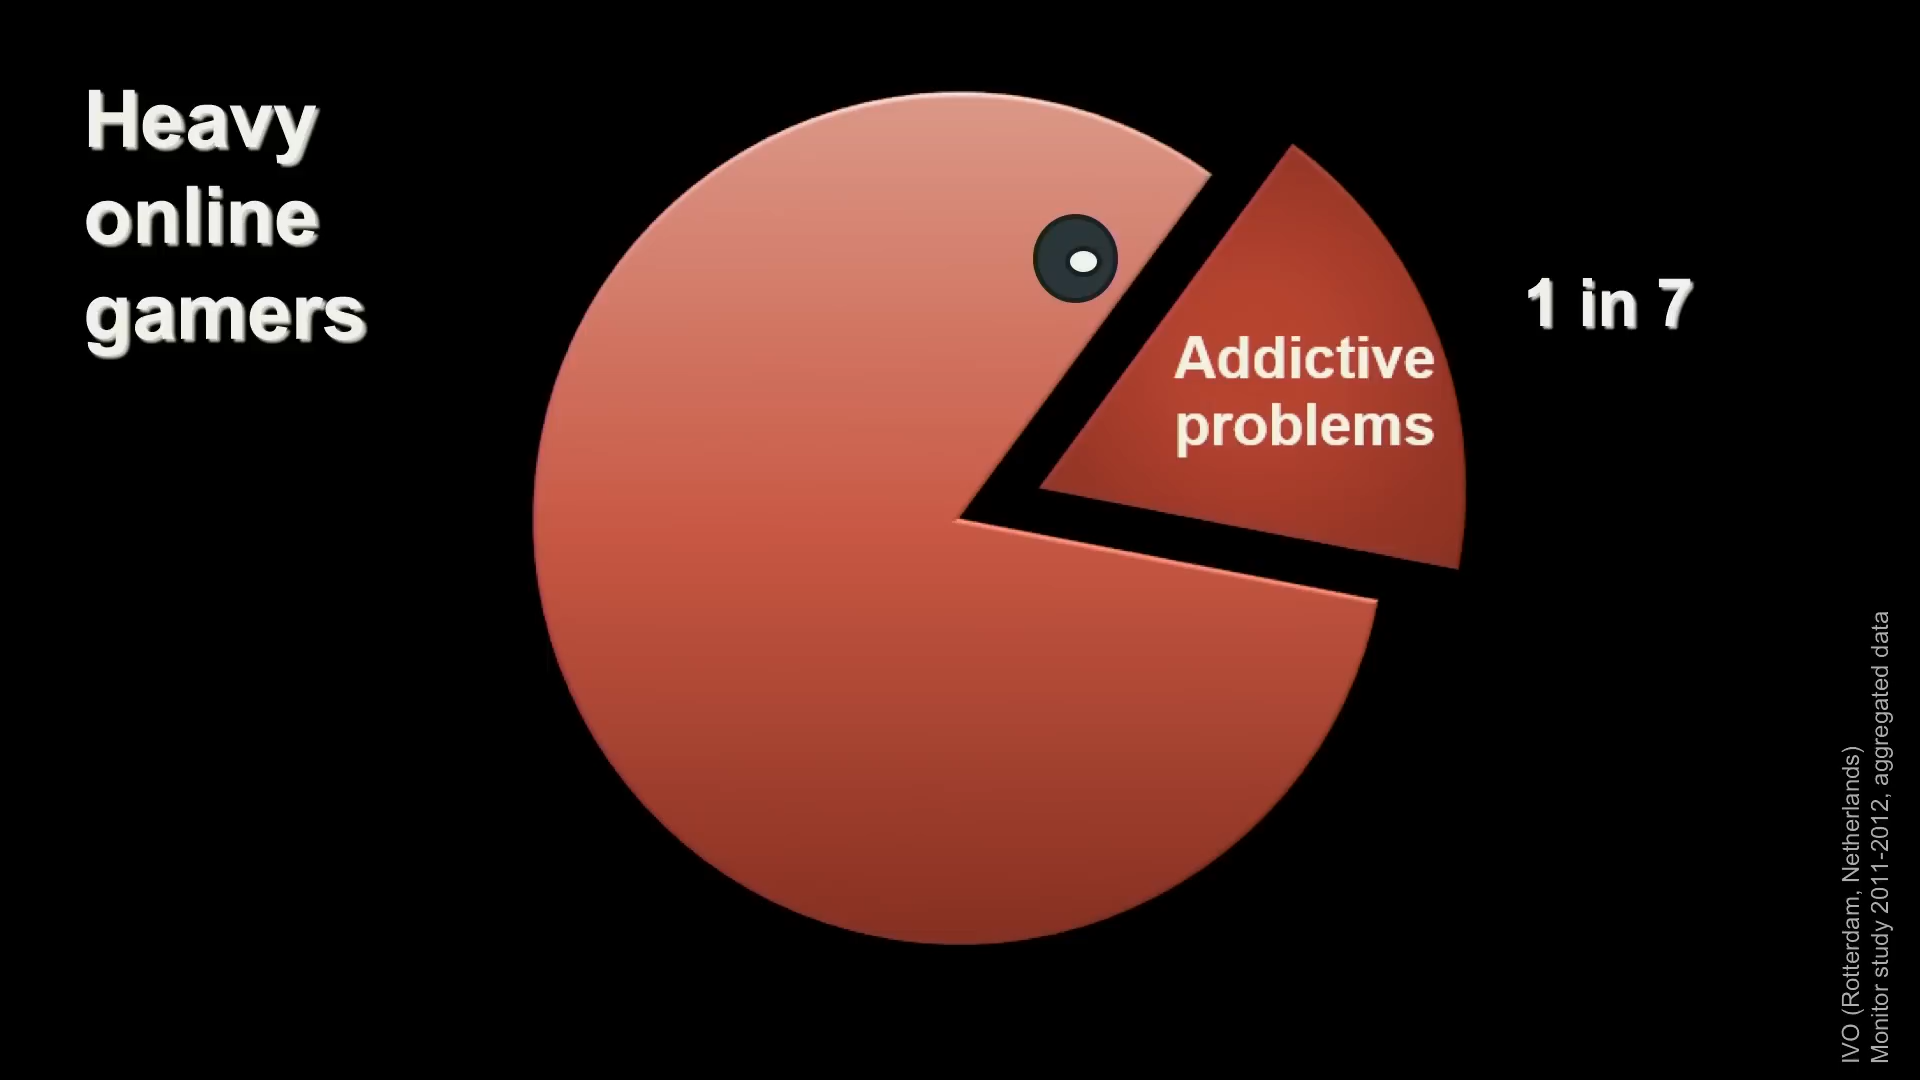 Heavy
online
gamers
1 in 7
Addictive
problems
IVO (Rotterdam, Netherlands)
Monitor study 2011-2012, aggregated data